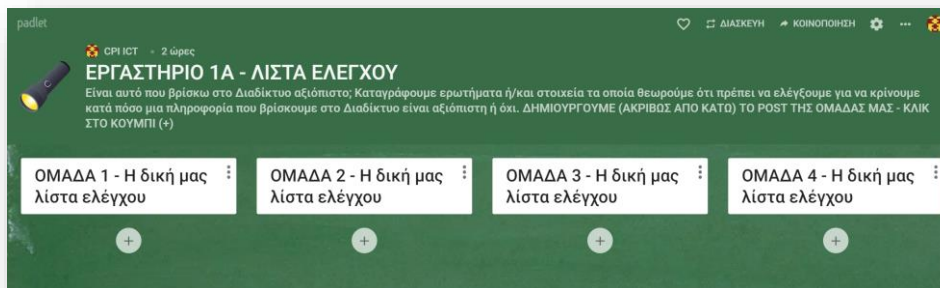 padlet
ΔΙΑΣΚΕΥΗ ΚΟΙΝΟΠΟΙΗΣΗ
CPI ICT • 2 ώρες
ΕΡΓΑΣΤΗΡΙΟ 1Α - ΛΙΣΤΑ ΕΛΕΓΧΟΥ
Είναι αυτό που βρίσκω στο Διαδίκτυο αξιόπιστο; Καταγράφουμε ερωτήματα ή/και στοιχεία τα οποία θεωρούμε ότι πρέπει να ελέγξουμε για να κρίνουμε
κατά πόσο μια πληροφορία που βρίσκουμε στο Διαδίκτυο είναι αξιόπιστη ή όχι. ΔΗΜΙΟΥΡΓΟΥΜΕ (ΑΚΡΙΒΩΣ ΑΠΟ ΚΑΤΩ) ΤΟ POST ΤΗΣ ΟΜΑΔΑΣ ΜΑΣ - ΚΛΙΚ
ΣΤΟ ΚΟΥΜΠΙ (+)
ΟΜΑΔΑ 1 - Η δική μας
λίστα ελέγχου
ΟΜΑΔΑ 2 - Η δική μας
λίστα ελέγχου
ΟΜΑΔΑ 3 - Η δική μας
λίστα ελέγχου
ΟΜΑΔΑ 4 - Η δική μας
λίστα ελέγχου